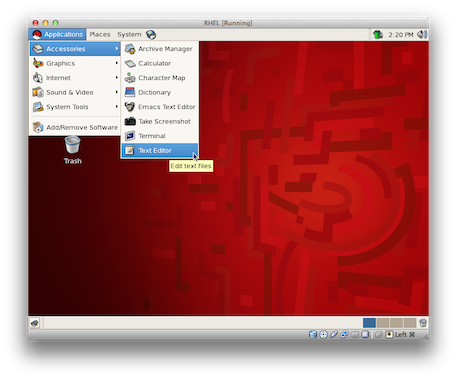 RHEL [Running]
Applications Places System 2:20 PM
Accessories
Graphics
Internet
Sound & Video
System Tools
Add/Remove Software
Archive Manager
Calculator
Character Map
Dictionary
Emacs Text Editor
Take Screenshot
Terminal
Text Editor
Edit text files
Trash
Left ⌘